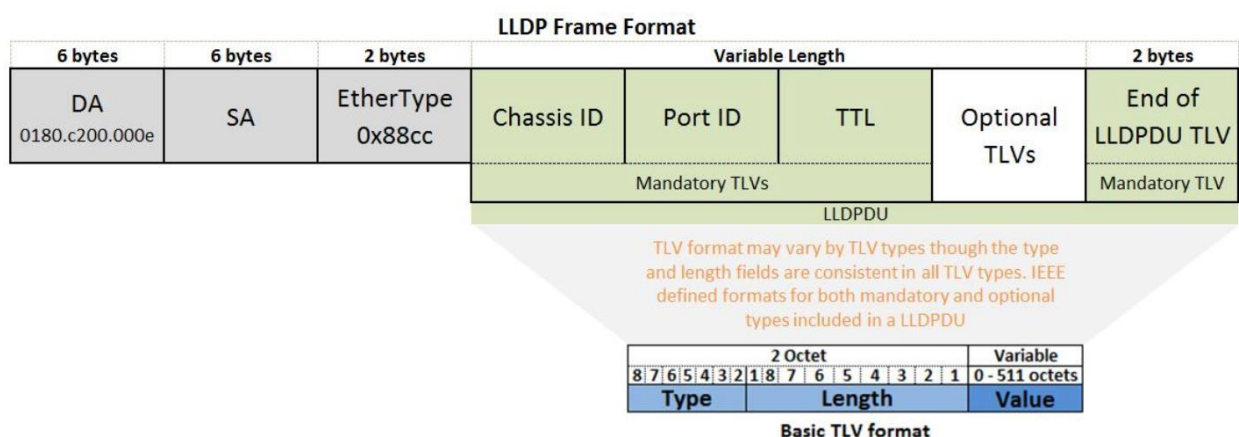 LLDP Frame Format
6 bytes 6 bytes 2 bytes Variable Length 2 bytes
DA
0180.c200.000e
SA
EtherType
0x88cc
Chassis ID
Port ID
TTL
Mandatory TLVs
Optional
TLVs
End of
LLDPDU TLV
Mandatory TLV
LLDPDU
TLV format may vary by TLV types though the type
and length fields are consistent in all TLV types. IEEE
defined formats for both mandatory and optional
types included in a LLDPDU
2 Octet Variable
8 7 6 5 4 3 2 1 8 7 6 5 4 3 2 1 0 - 511 octets
Type Length Value
Basic TLV format